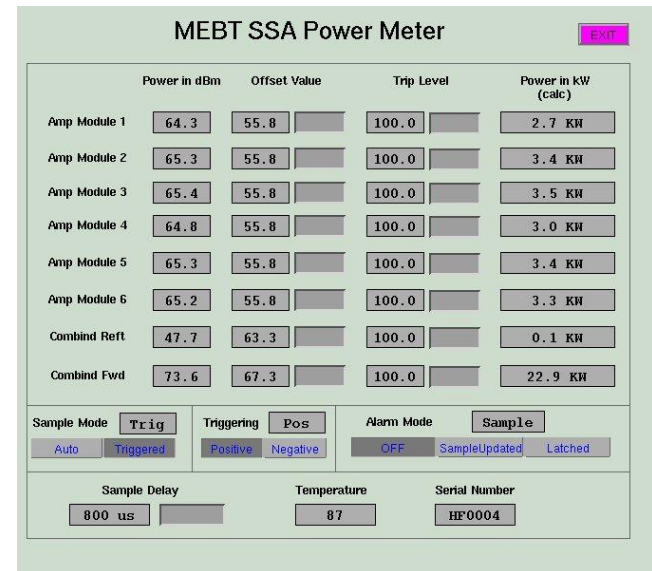 MEBT SSA Power Meter
EXIT
Power in dBm Offset Value Trip Level Power in kW
(calc)
Amp Module 1 64.3 55.8 100.0 2.7 KW
Amp Module 2 65.3 55.8 100.0 3.4 KW
Amp Module 3 65.4 55.8 100.0 3.5 KW
Amp Module 4 64.8 55.8 100.0 3.0 KW
Amp Module 5 65.3 55.8 100.0 3.4 KW
Amp Module 6 65.2 55.8 100.0 3.3 KW
Combind Reft 47.7 63.3 100.0 0.1 KW
Combind Fwd 73.6 67.3 100.0 22.9 KW
Sample Mode Trig Triggering Pos Alarm Mode Sample
Auto Triggered Positive Negative OFF SampleUpdated Latched
Sample Delay Temperature Serial Number
800 us 87 HF0004